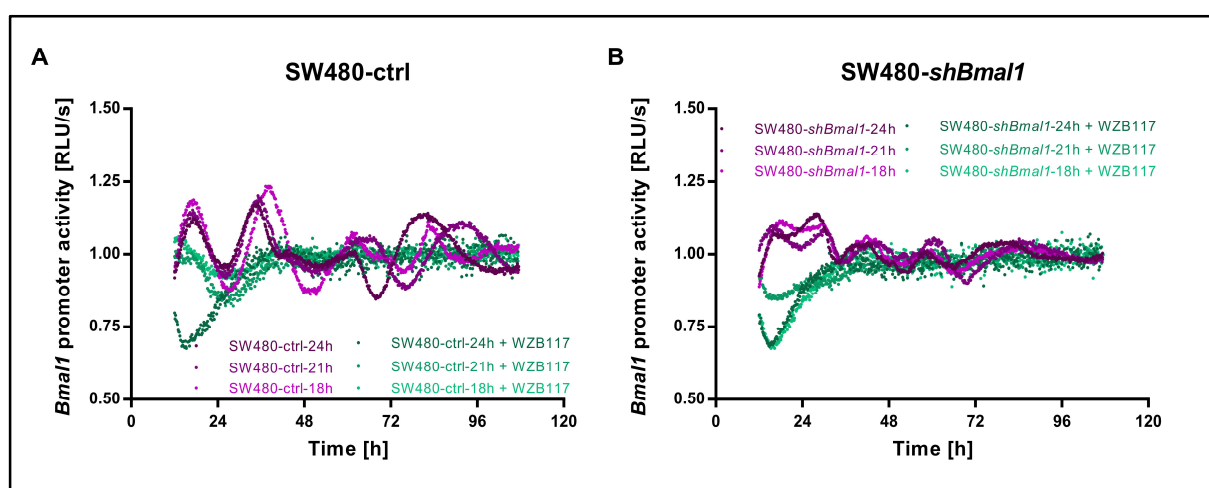 A
SW480-ctrl
Bmal1 promoter activity [RLU/s]
1.50
1.25
1.00
0.75
0.50
SW480-ctrl-24h
SW480-ctrl-21h
SW480-ctrl-18h
SW480-ctrl-24h + WZB117
SW480-ctrl-21h + WZB117
SW480-ctrl-18h + WZB117
0 24 48 72 96 120
Time [h]
B
SW480-shBmal1
Bmal1 promoter activity [RLU/s]
1.50
1.25
1.00
0.75
0.50
SW480-shBmal1-24h
SW480-shBmal1-21h
SW480-shBmal1-18h
SW480-shBmal1-24h + WZB117
SW480-shBmal1-21h + WZB117
SW480-shBmal1-18h + WZB117
0 24 48 72 96 120
Time [h]